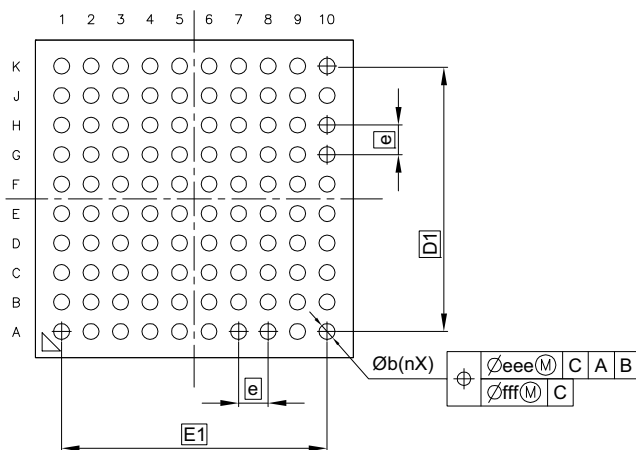 1 2 3 4 5 6 7 8 9 10
K
J
H
e
G
F
E
D1
D
C
B
A
Øb(nX)
⌖ Øeee Ⓜ C A B
Øfff Ⓜ C
e
E1